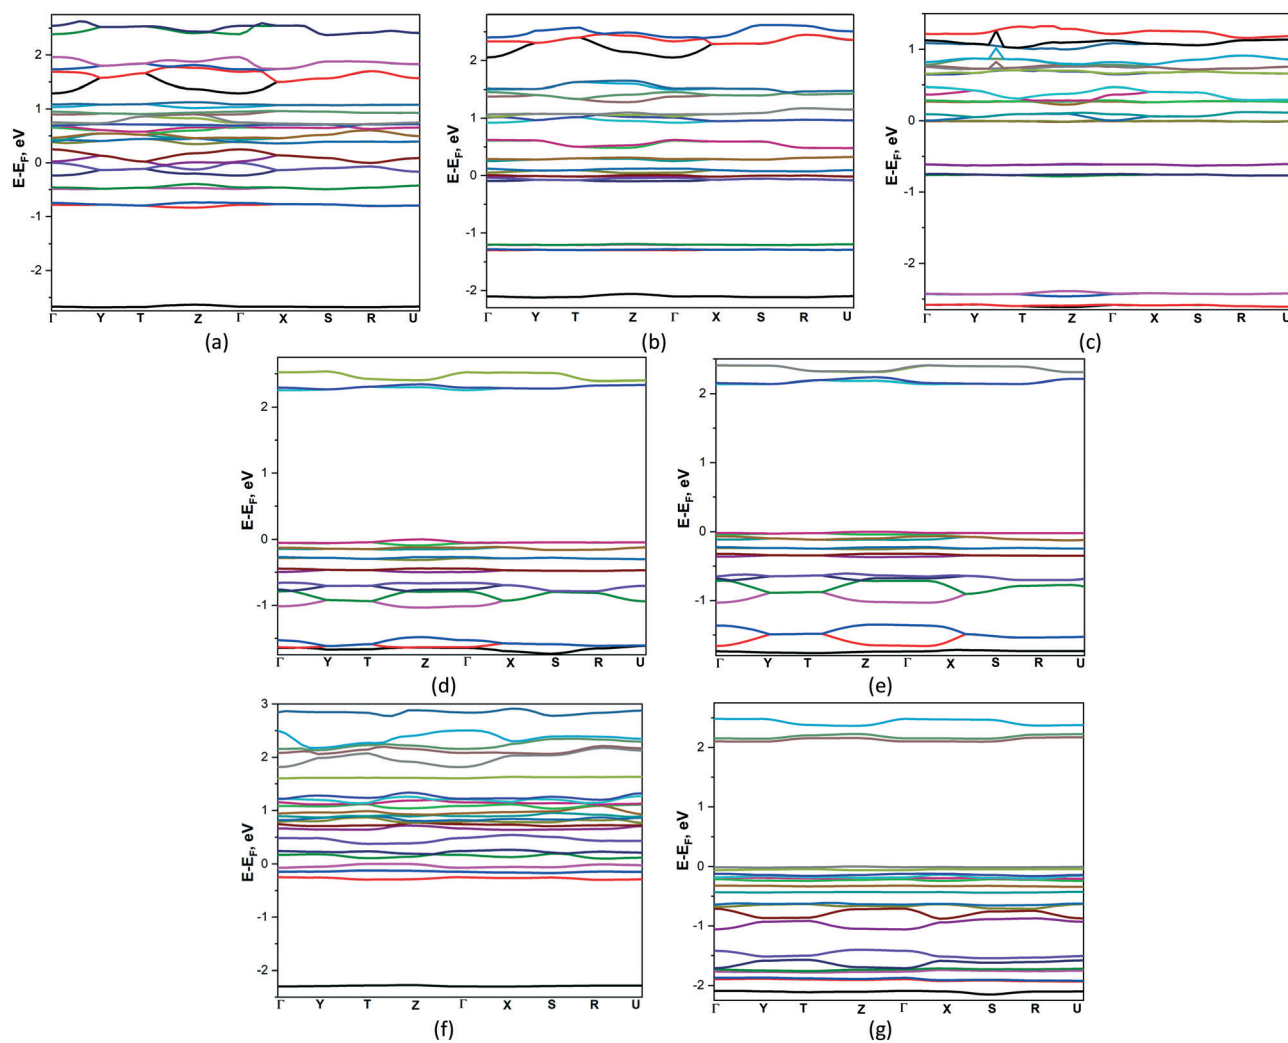 E-E_F, eV
2
1
0
-1
-2
Γ Y T Z Γ X S R U
(a)
E-E_F, eV
2
1
0
-1
-2
Γ Y T Z Γ X S R U
(b)
E-E_F, eV
1
0
-1
-2
Γ Y T Z Γ X S R U
(c)
E-E_F, eV
2
1
0
-1
Γ Y T Z Γ X S R U
(d)
E-E_F, eV
2
1
0
-1
Γ Y T Z Γ X S R U
(e)
E-E_F, eV
3
2
1
0
-1
-2
Γ Y T Z Γ X S R U
(f)
E-E_F, eV
2
1
0
-1
-2
Γ Y T Z Γ X S R U
(g)